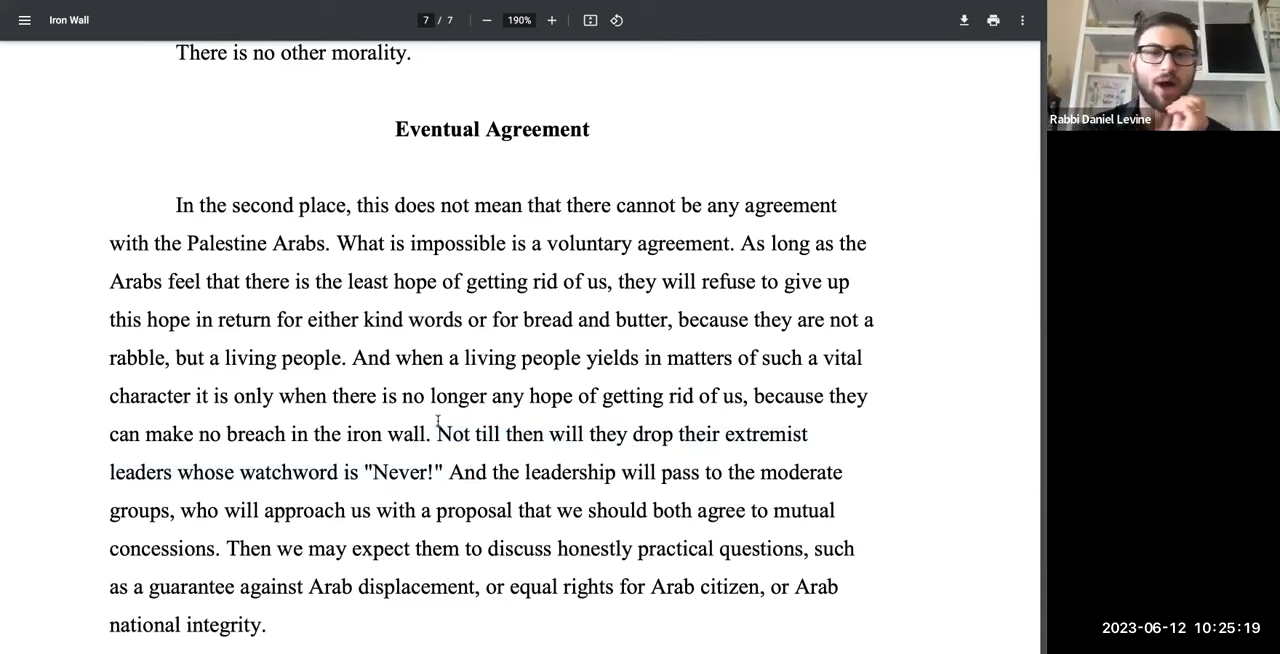 Iron Wall
7 / 7
190%
There is no other morality.
Eventual Agreement
In the second place, this does not mean that there cannot be any agreement
with the Palestine Arabs. What is impossible is a voluntary agreement. As long as the
Arabs feel that there is the least hope of getting rid of us, they will refuse to give up
this hope in return for either kind words or for bread and butter, because they are not a
rabble, but a living people. And when a living people yields in matters of such a vital
character it is only when there is no longer any hope of getting rid of us, because they
can make no breach in the iron wall. Not till then will they drop their extremist
leaders whose watchword is "Never!" And the leadership will pass to the moderate
groups, who will approach us with a proposal that we should both agree to mutual
concessions. Then we may expect them to discuss honestly practical questions, such
as a guarantee against Arab displacement, or equal rights for Arab citizen, or Arab
national integrity.
Rabbi Daniel Levine
2023-06-12 10:25:19